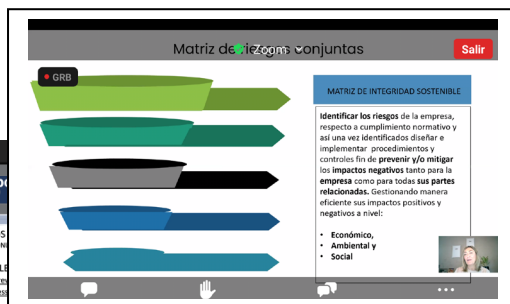 Matriz de riesgos conjuntas
Zoom
Salir
GRB
MATRIZ DE INTEGRIDAD SOSTENIBLE
Identificar los riesgos de la empresa,
respecto a cumplimiento normativo y
así una vez identificados diseñar e
implementar procedimientos y
controles fin de prevenir y/o mitigar
los impactos negativos tanto para la
empresa como para todas sus partes
relacionadas. Gestionando manera
eficiente sus impactos positivos y
negativos a nivel:
• Económico,
• Ambiental y
• Social